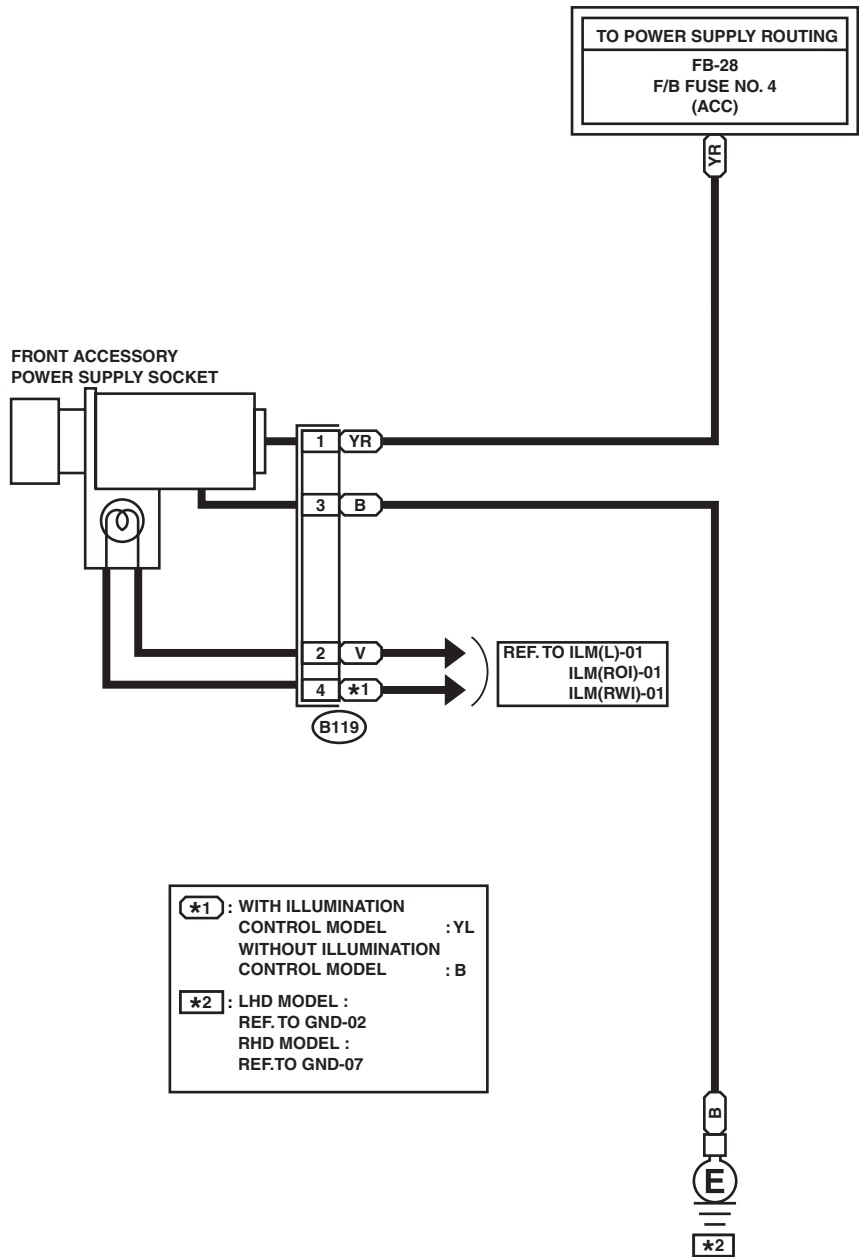 TO POWER SUPPLY ROUTING
FB-28
F/B FUSE NO. 4
(ACC)
YR
FRONT ACCESSORY
POWER SUPPLY SOCKET
1 YR
3 B
2 V
4 *1
B119
REF. TO ILM(L)-01
ILM(ROI)-01
ILM(RWI)-01
*1 : WITH ILLUMINATION
CONTROL MODEL : YL
WITHOUT ILLUMINATION
CONTROL MODEL : B
*2 : LHD MODEL :
REF. TO GND-02
RHD MODEL :
REF.TO GND-07
B
E
*2